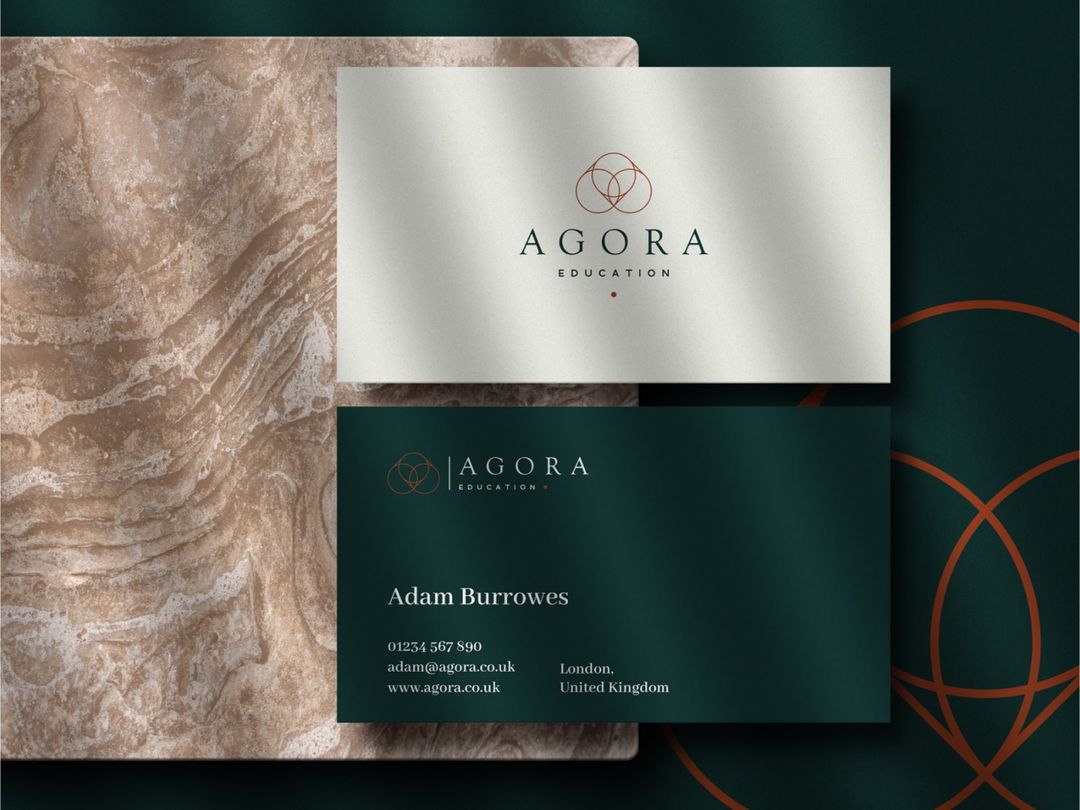 AGORA
EDUCATION
AGORA
EDUCATION
Adam Burrowes
01234 567 890
adam@agora.co.uk
www.agora.co.uk
London,
United Kingdom